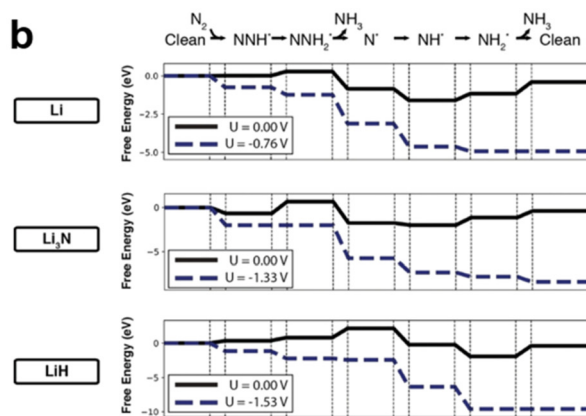 b
N₂ NH₃ NH₃
Clean → NNH* → NNH₂* → N* → NH* → NH₂* → Clean
Li
Free Energy (eV)
0.0
−2.5
−5.0
U = 0.00 V
U = -0.76 V
Li₃N
Free Energy (eV)
0
−5
U = 0.00 V
U = -1.33 V
LiH
Free Energy (eV)
0
−5
−10
U = 0.00 V
U = -1.53 V